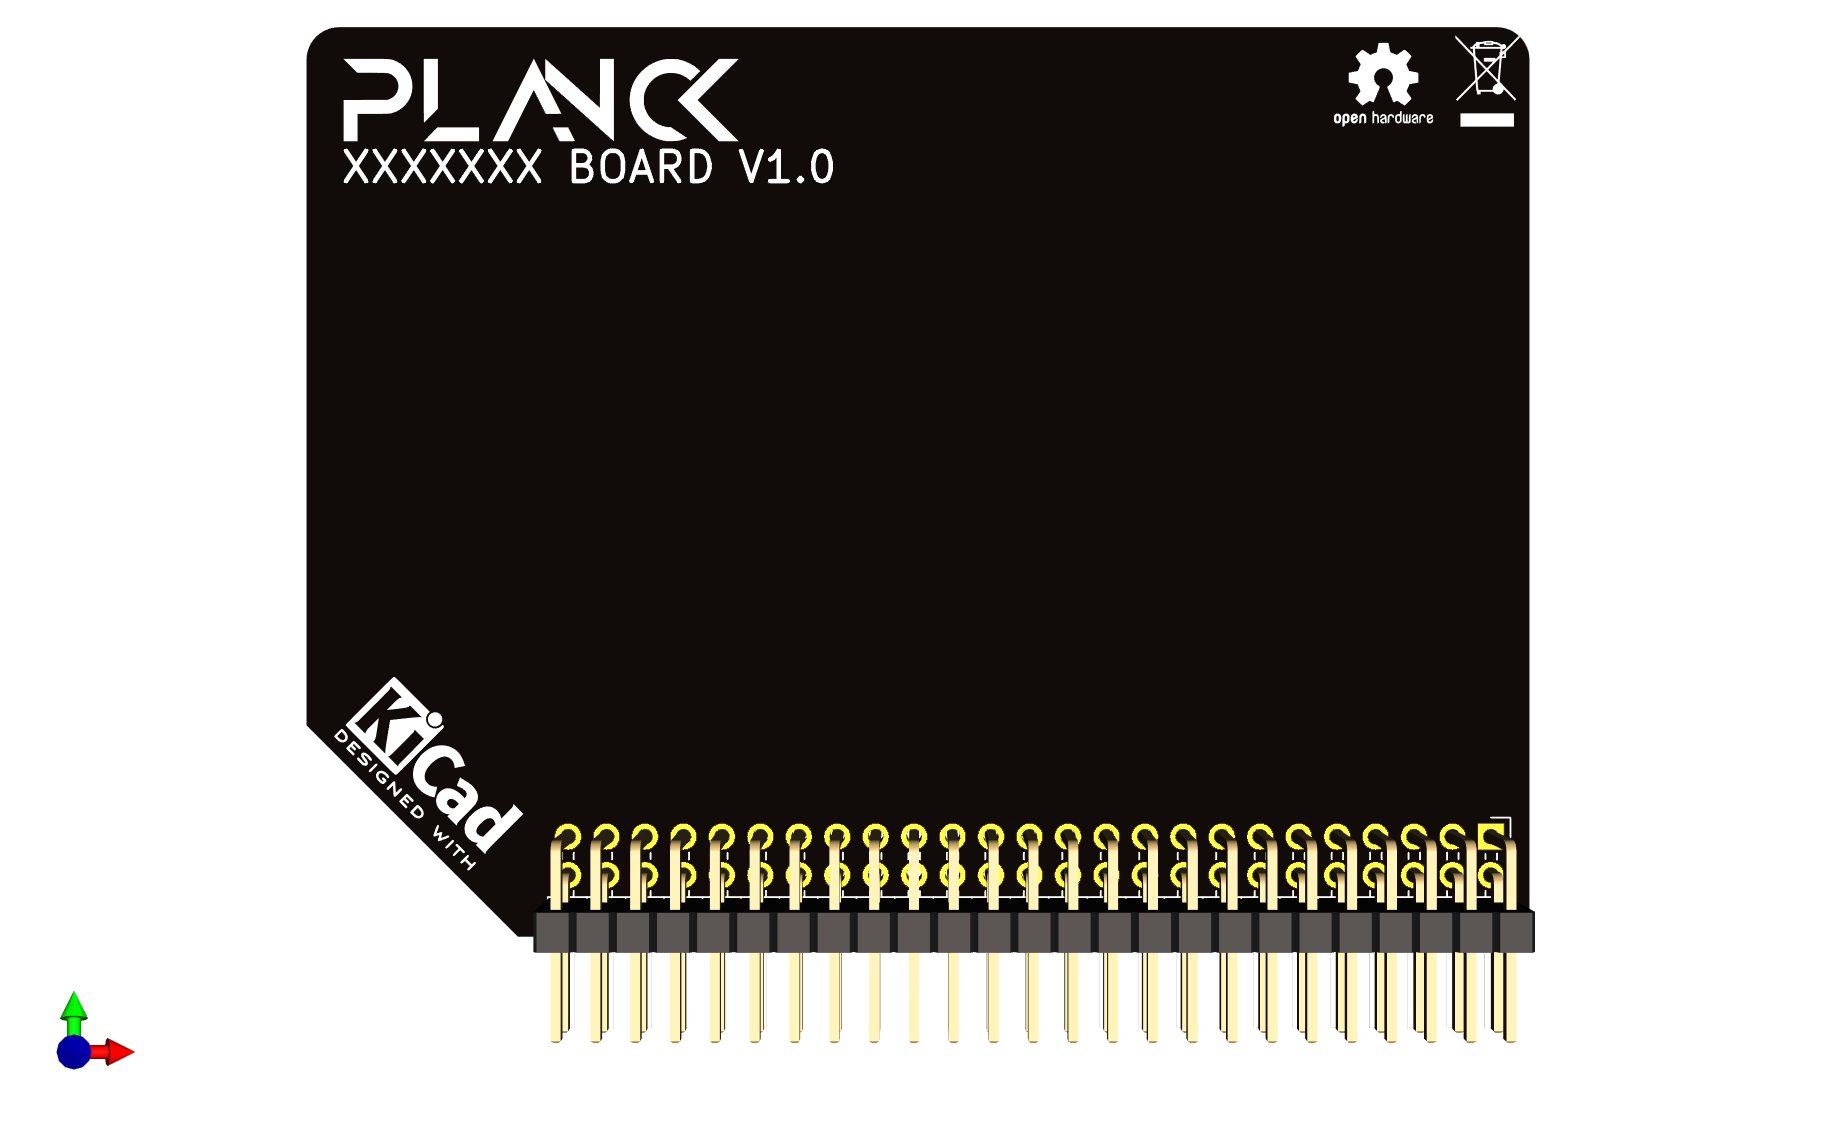 PLANCK
XXXXXXX BOARD V1.0
open hardware
KiCad
DESIGNED WITH